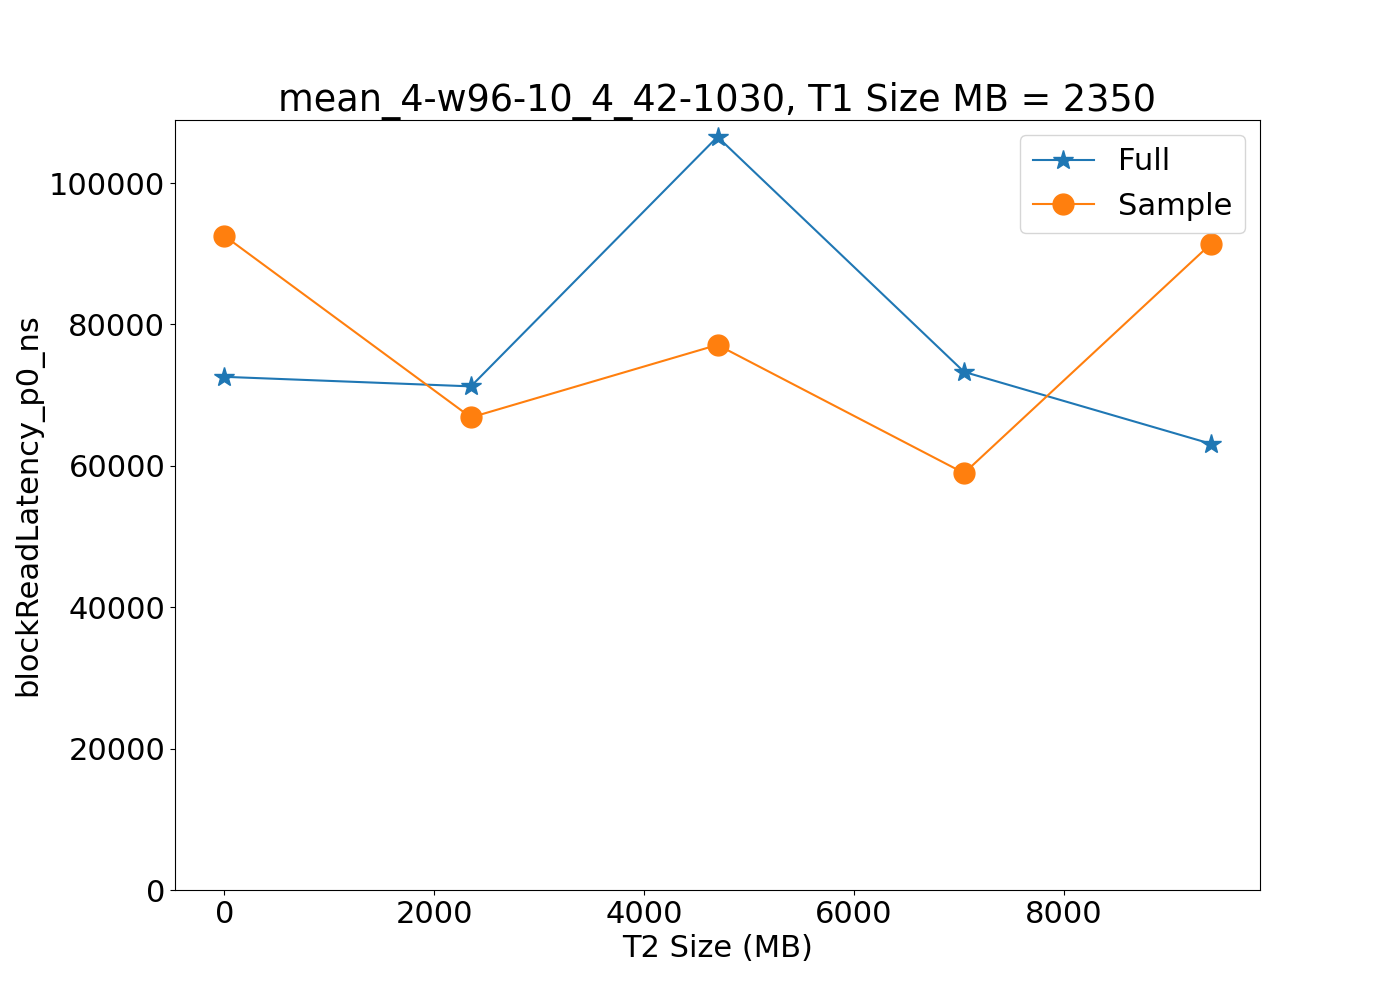 mean_4-w96-10_4_42-1030, T1 Size MB = 2350
Full
Sample
blockReadLatency_p0_ns
100000
80000
60000
40000
20000
0
0 2000 4000 6000 8000
T2 Size (MB)